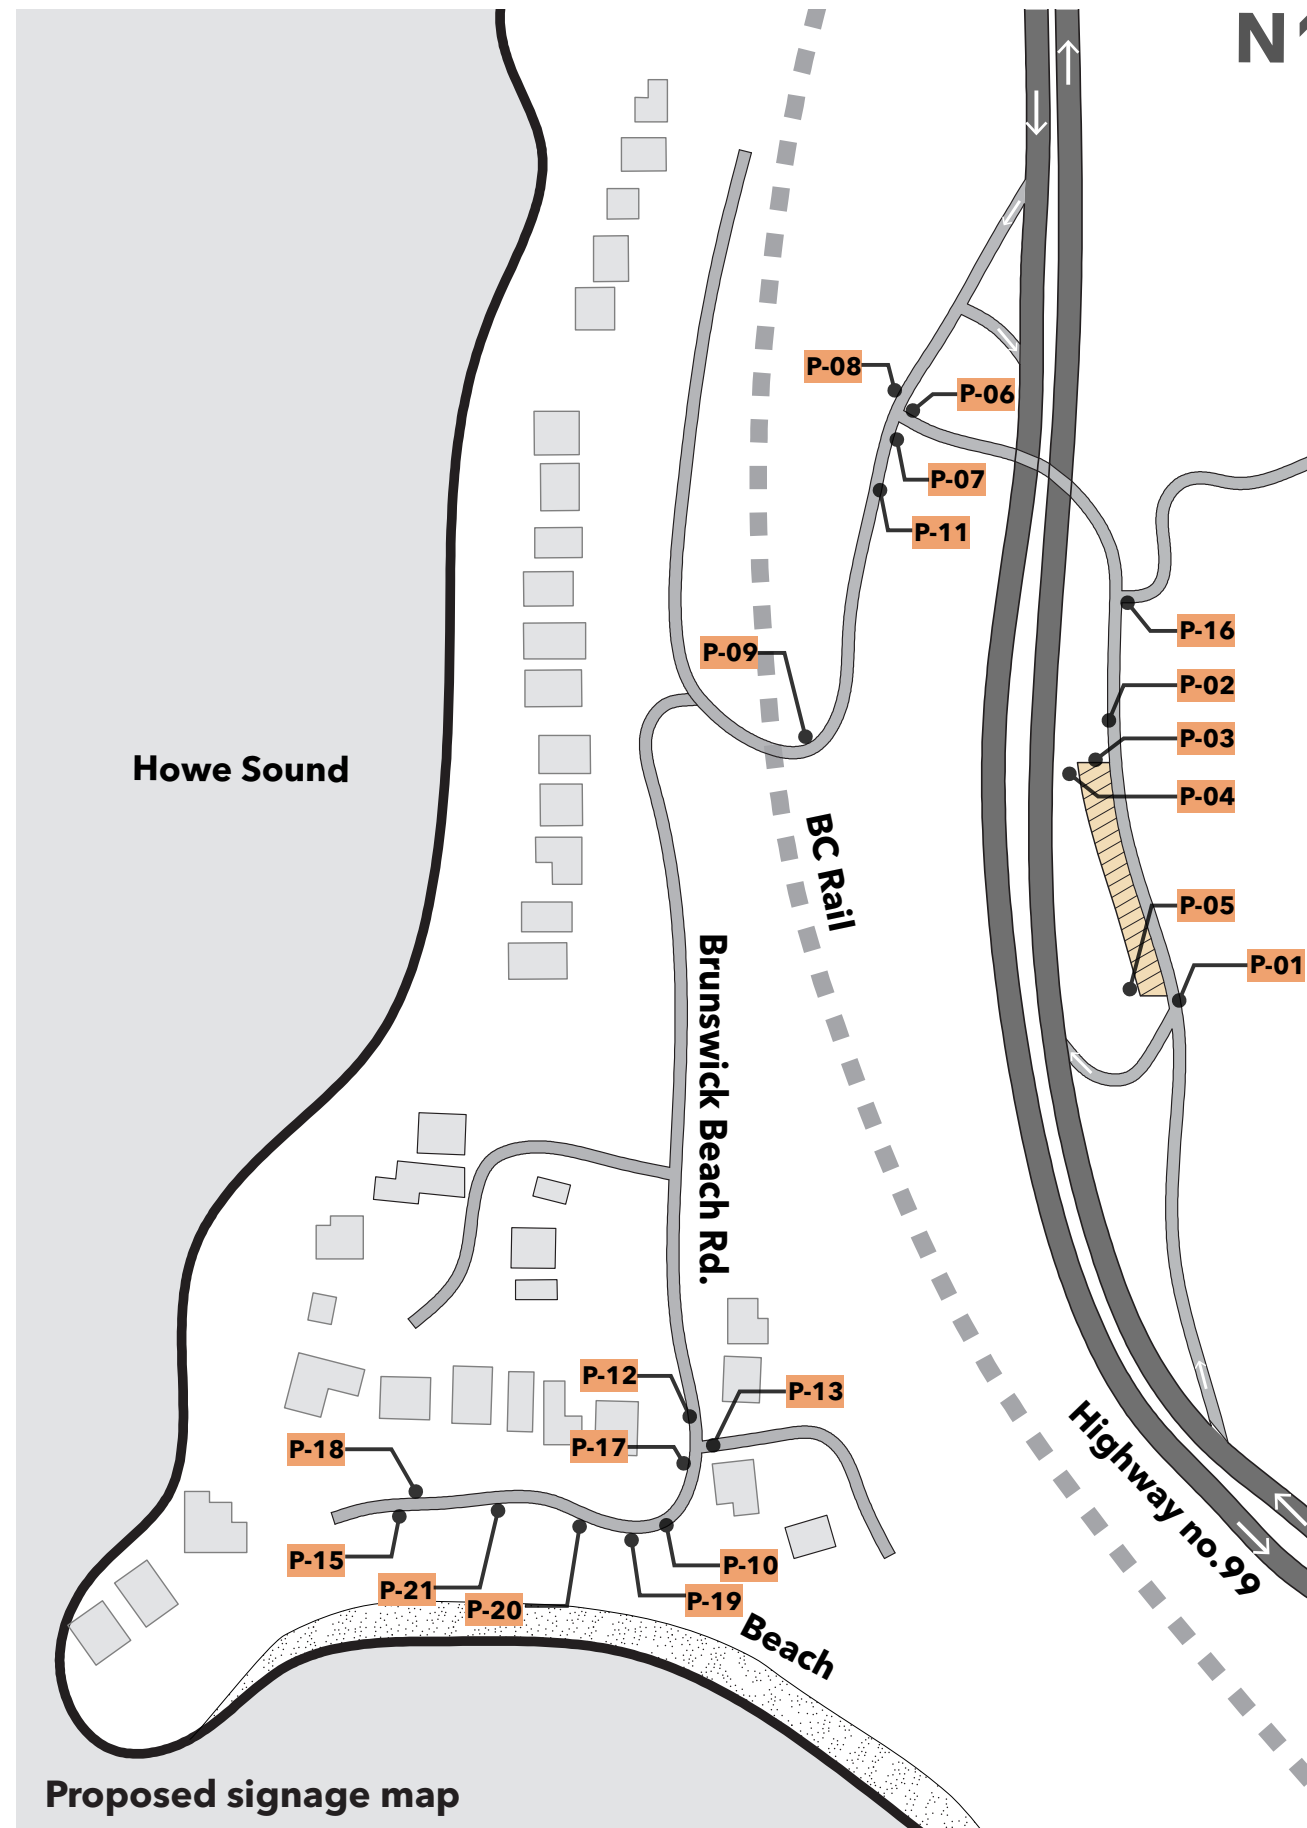 N
P-08
P-06
P-07
P-11
P-16
P-09
P-02
P-03
Howe Sound
P-04
BC Rail
P-05
P-01
Brunswick Beach Rd.
P-12
P-13
P-18
P-17
Highway no.99
P-15
P-10
P-21
P-19
P-20
Beach
Proposed signage map